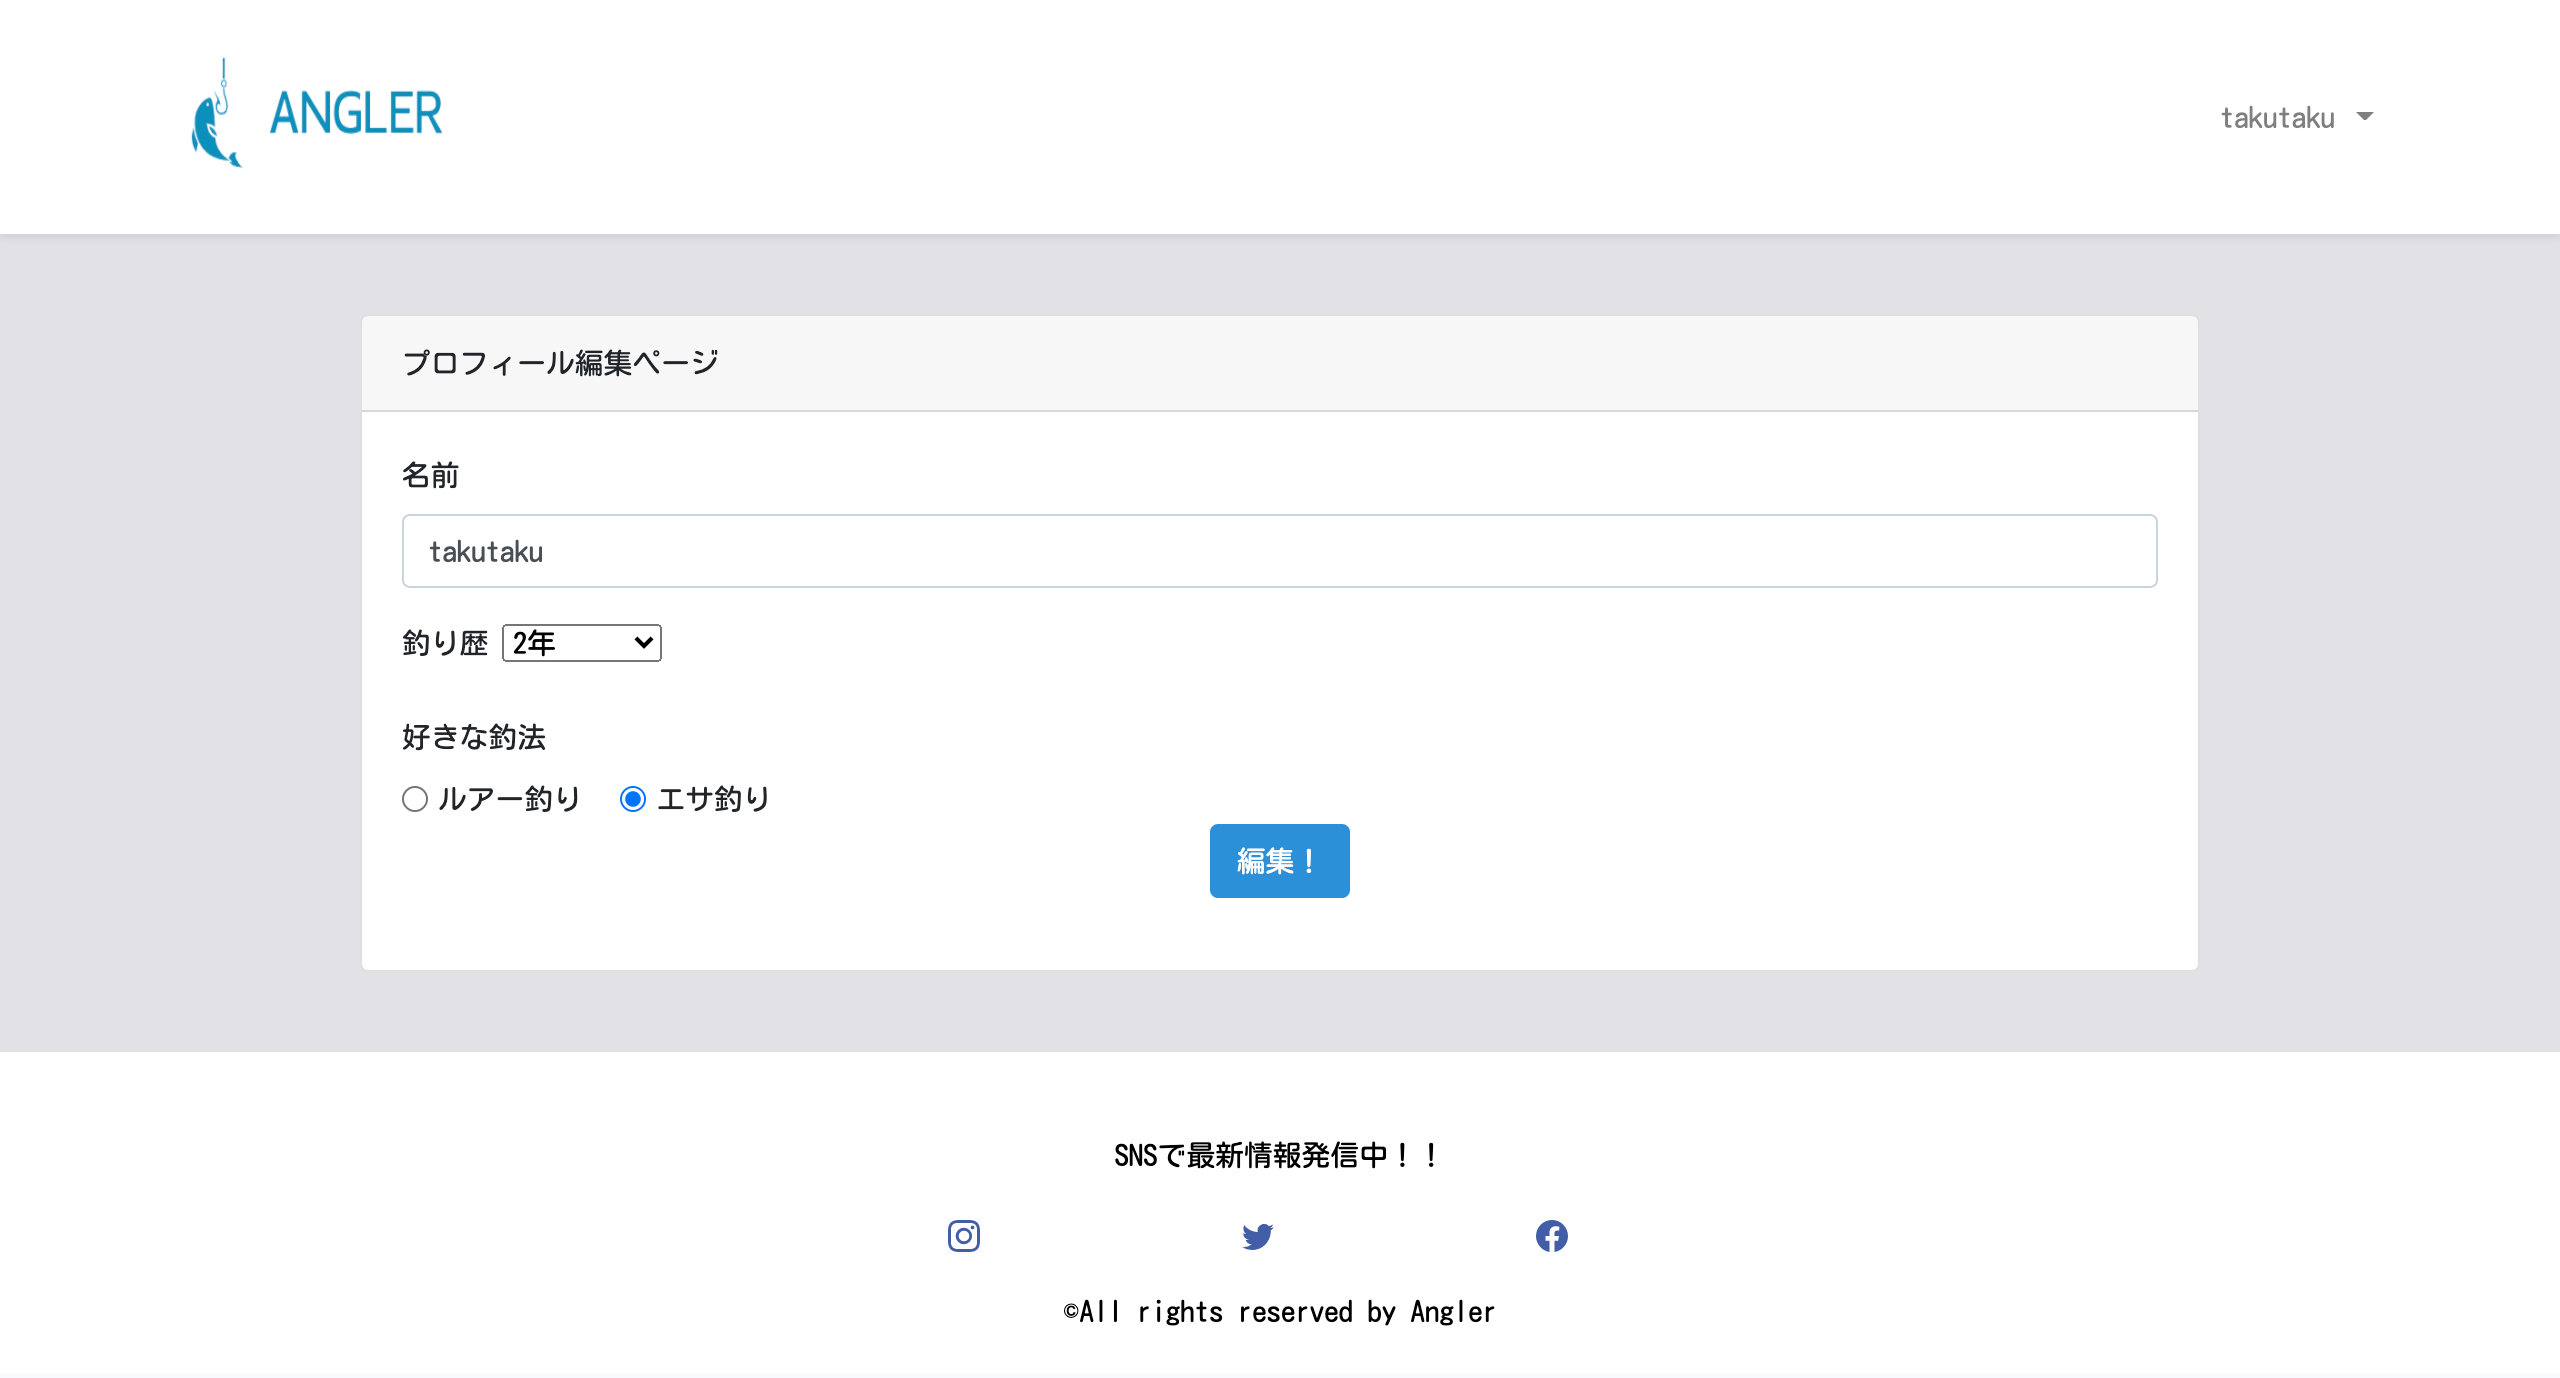 ANGLER
takutaku
プロフィール編集ページ
名前
takutaku
釣り歴 2年
好きな釣法
ルアー釣り エサ釣り
編集！
SNSで最新情報発信中！！
©All rights reserved by Angler